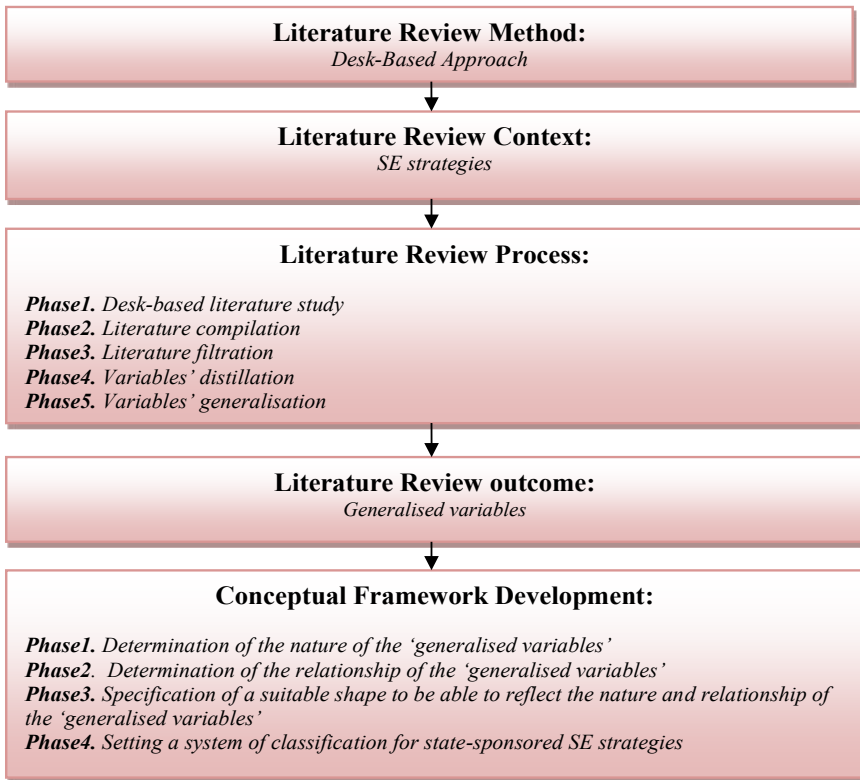 Literature Review Method:
Desk-Based Approach
Literature Review Context:
SE strategies
Literature Review Process:
Phase1. Desk-based literature study
Phase2. Literature compilation
Phase3. Literature filtration
Phase4. Variables’ distillation
Phase5. Variables’ generalisation
Literature Review outcome:
Generalised variables
Conceptual Framework Development:
Phase1. Determination of the nature of the ‘generalised variables’
Phase2.  Determination of the relationship of the ‘generalised variables’
Phase3. Specification of a suitable shape to be able to reflect the nature and relationship of
the ‘generalised variables’
Phase4. Setting a system of classification for state-sponsored SE strategies